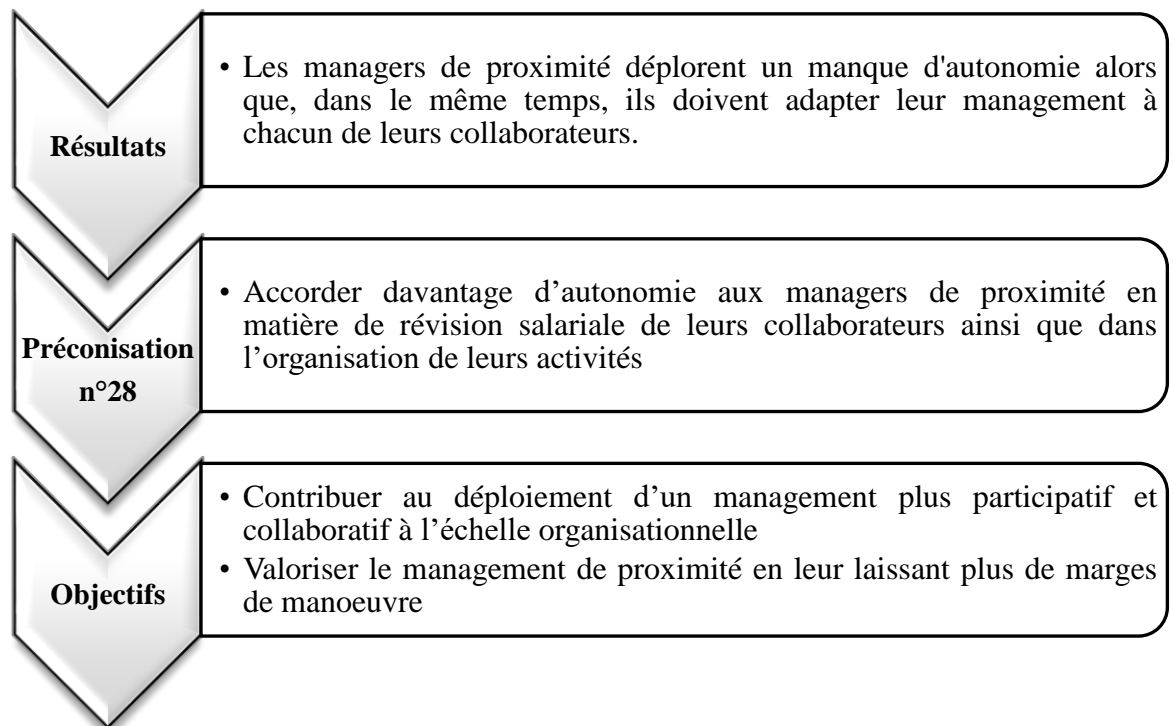 Résultats
• Les managers de proximité déplorent un manque d'autonomie alors
que, dans le même temps, ils doivent adapter leur management à
chacun de leurs collaborateurs.
Préconisation
n°28
• Accorder davantage d’autonomie aux managers de proximité en
matière de révision salariale de leurs collaborateurs ainsi que dans
l’organisation de leurs activités
Objectifs
• Contribuer au déploiement d’un management plus participatif et
collaboratif à l’échelle organisationnelle
• Valoriser le management de proximité en leur laissant plus de marges
de manoeuvre